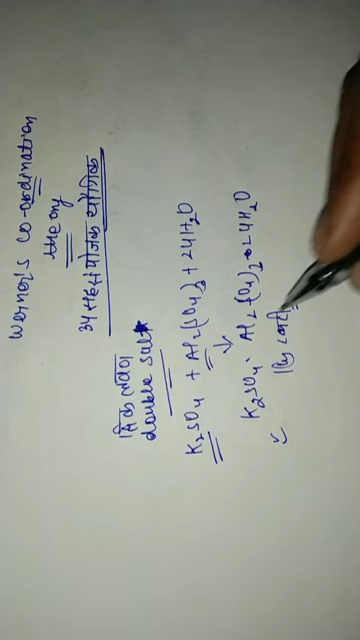 Werner's co-ordination
theory
उपसहसंयोजक यौगिक
द्विक लवण
double salt
K₂SO₄ + Al₂(SO₄)₃ + 24H₂O
K₂SO₄ · Al₂(SO₄)₃ · 24H₂O